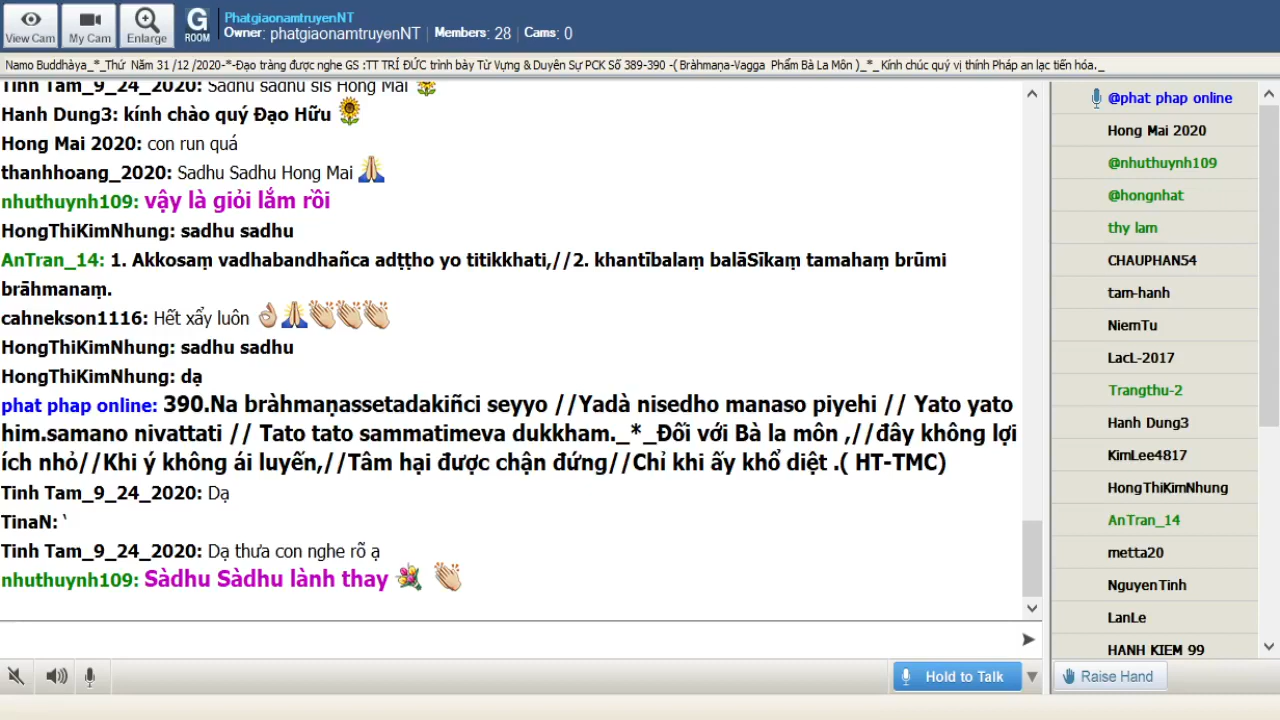 View Cam
My Cam
Enlarge
G
ROOM
PhatgiaonamtruyenNT
Owner: phatgiaonamtruyenNT | Members: 28 | Cams: 0
Namo Buddhàya_*_Thứ Năm 31 /12 /2020-*-Đạo tràng được nghe GS :TT TRÍ ĐỨC trình bày Từ Vựng & Duyên Sự PCK Số 389-390 -( Bràhmaṇa-Vagga Phẩm Bà La Môn )_*_ Kính chúc quý vị thính Pháp an lạc tiến hóa._
Tinh Tam_9_24_2020: Sadhu sadhu sis Hong Mai
Hanh Dung3: kính chào quý Đạo Hữu
Hong Mai 2020: con run quá
thanhhoang_2020: Sadhu Sadhu Hong Mai
nhuthuynh109: vậy là giỏi lắm rồi
HongThiKimNhung: sadhu sadhu
AnTran_14: 1. Akkosaṃ vadhabandhañca adṭṭho yo titikkhati,//2. khantībalaṃ balāSīkaṃ tamahaṃ brūmi
brāhmanaṃ.
cahnekson1116: Hết xẩy luôn
HongThiKimNhung: sadhu sadhu
HongThiKimNhung: dạ
phat phap online: 390.Na bràhmaṇassetadakiñci seyyo //Yadà nisedho manaso piyehi // Yato yato
him.samano nivattati // Tato tato sammatimeva dukkham._*_Đối với Bà la môn ,//đây không lợi
ích nhỏ//Khi ý không ái luyến,//Tâm hại được chận đứng//Chỉ khi ấy khổ diệt .( HT-TMC)
Tinh Tam_9_24_2020: Dạ
TinaN: `
Tinh Tam_9_24_2020: Dạ thưa con nghe rõ ạ
nhuthuynh109: Sàdhu Sàdhu lành thay
Hold to Talk
@phat phap online
Hong Mai 2020
@nhuthuynh109
@hongnhat
thy lam
CHAUPHAN54
tam-hanh
NiemTu
LacL-2017
Trangthu-2
Hanh Dung3
KimLee4817
HongThiKimNhung
AnTran_14
metta20
NguyenTinh
LanLe
HANH KIEM 99
Raise Hand